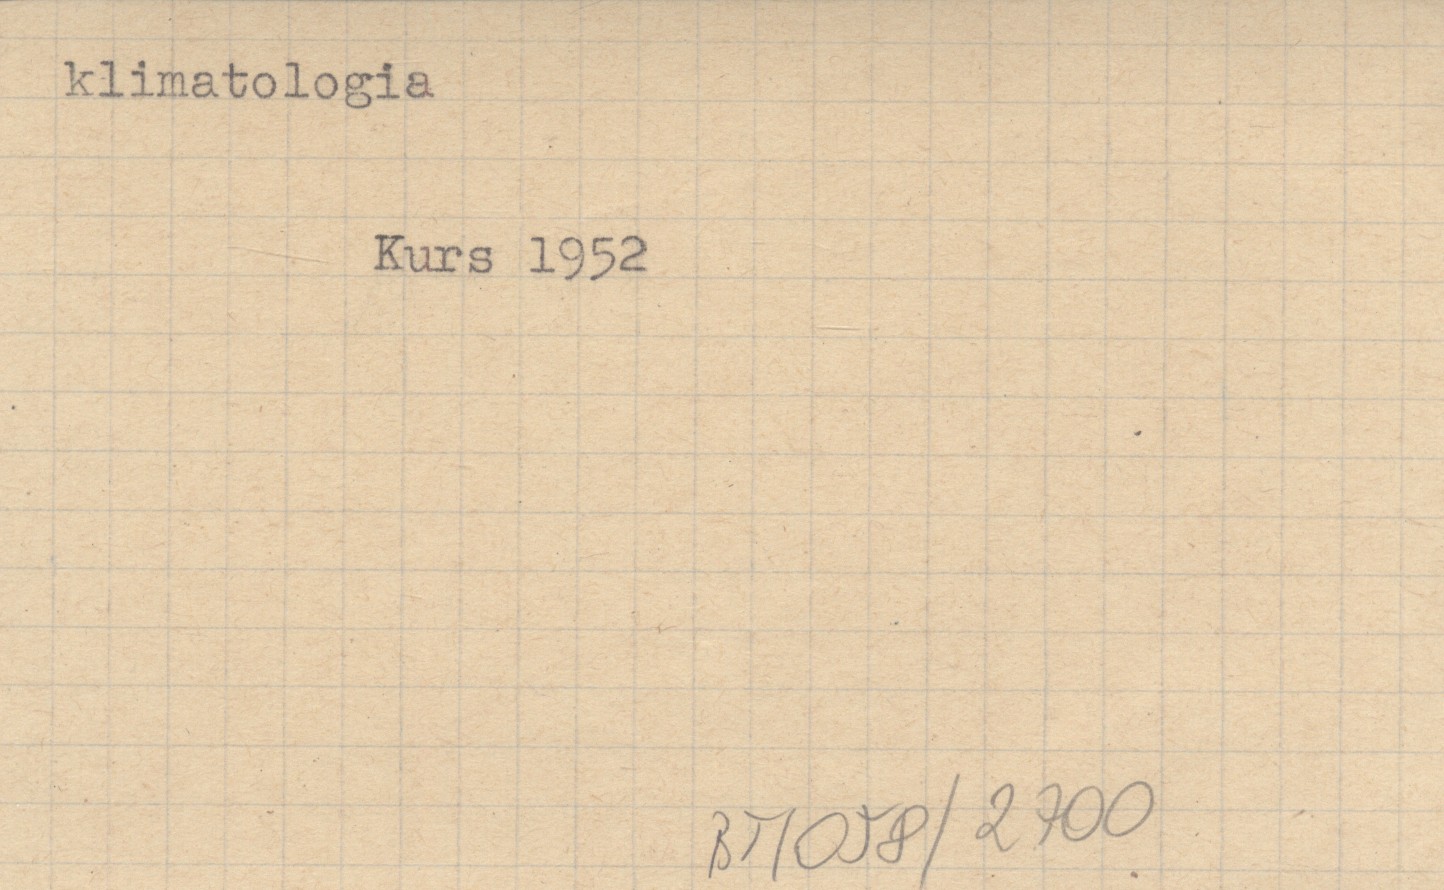 klimatologia
Kurs 1952
BT/058/2700